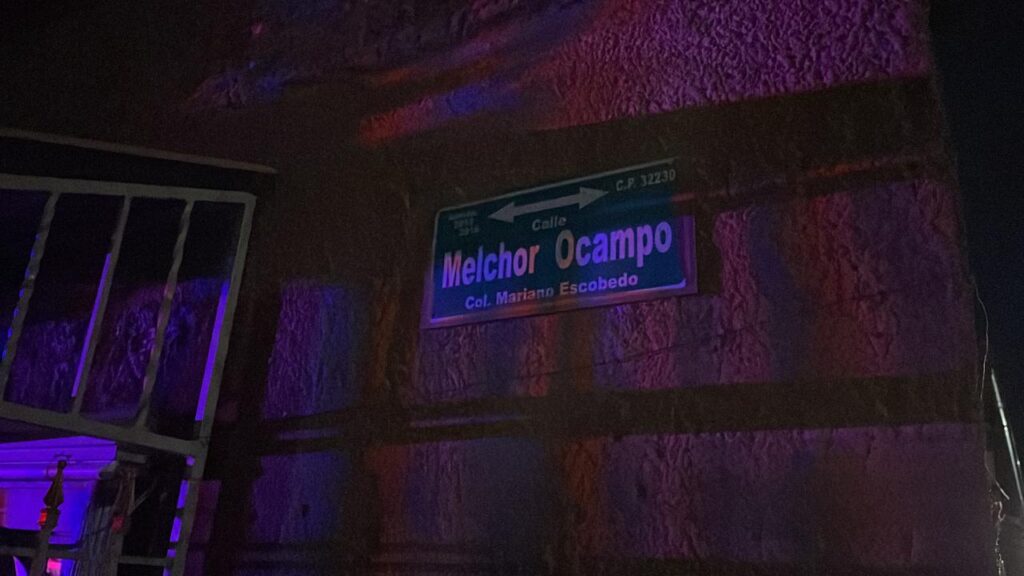 C.P. 32230
Calle
Melchor Ocampo
Col. Mariano Escobedo